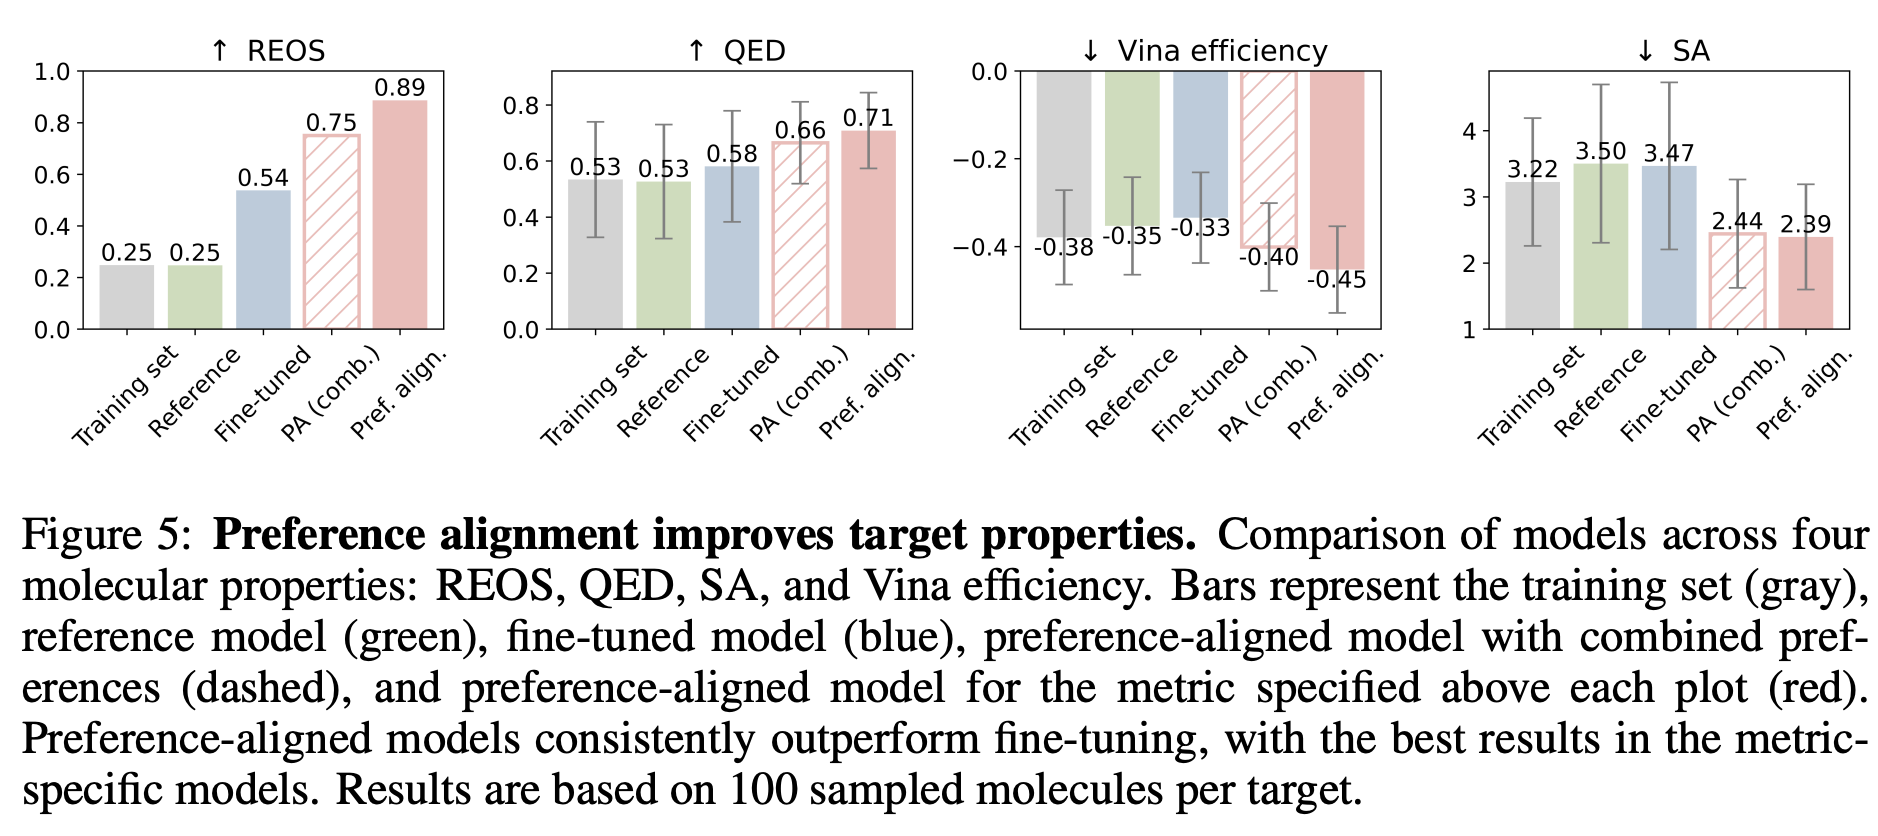 ↑ REOS
1.0
0.8
0.6
0.4
0.2
0.0
0.25
0.25
0.54
0.75
0.89
Training set
Reference
Fine-tuned
PA (comb.)
Pref. align.
↑ QED
0.8
0.6
0.4
0.2
0.0
0.53
0.53
0.58
0.66
0.71
Training set
Reference
Fine-tuned
PA (comb.)
Pref. align.
↓ Vina efficiency
0.0
−0.2
−0.4
-0.38
-0.35
-0.33
-0.40
-0.45
Training set
Reference
Fine-tuned
PA (comb.)
Pref. align.
↓ SA
4
3
2
1
3.22
3.50
3.47
2.44
2.39
Training set
Reference
Fine-tuned
PA (comb.)
Pref. align.
Figure 5: Preference alignment improves target properties. Comparison of models across four
molecular properties: REOS, QED, SA, and Vina efficiency. Bars represent the training set (gray),
reference model (green), fine-tuned model (blue), preference-aligned model with combined pref-
erences (dashed), and preference-aligned model for the metric specified above each plot (red).
Preference-aligned models consistently outperform fine-tuning, with the best results in the metric-
specific models. Results are based on 100 sampled molecules per target.